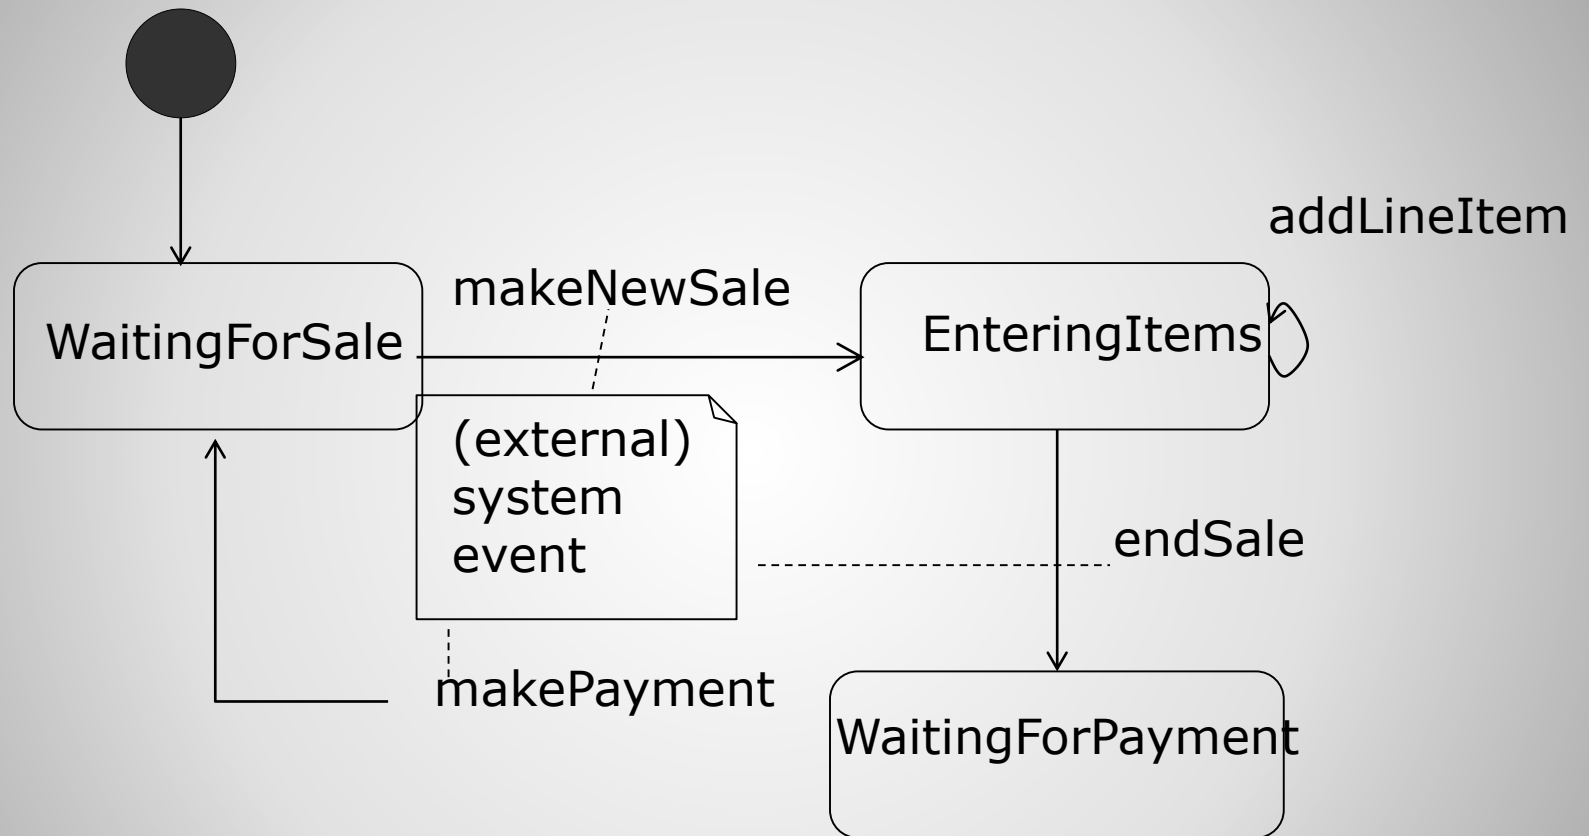 addLineItem
makeNewSale
WaitingForSale
EnteringItems
(external)
system
event
endSale
makePayment
WaitingForPayment